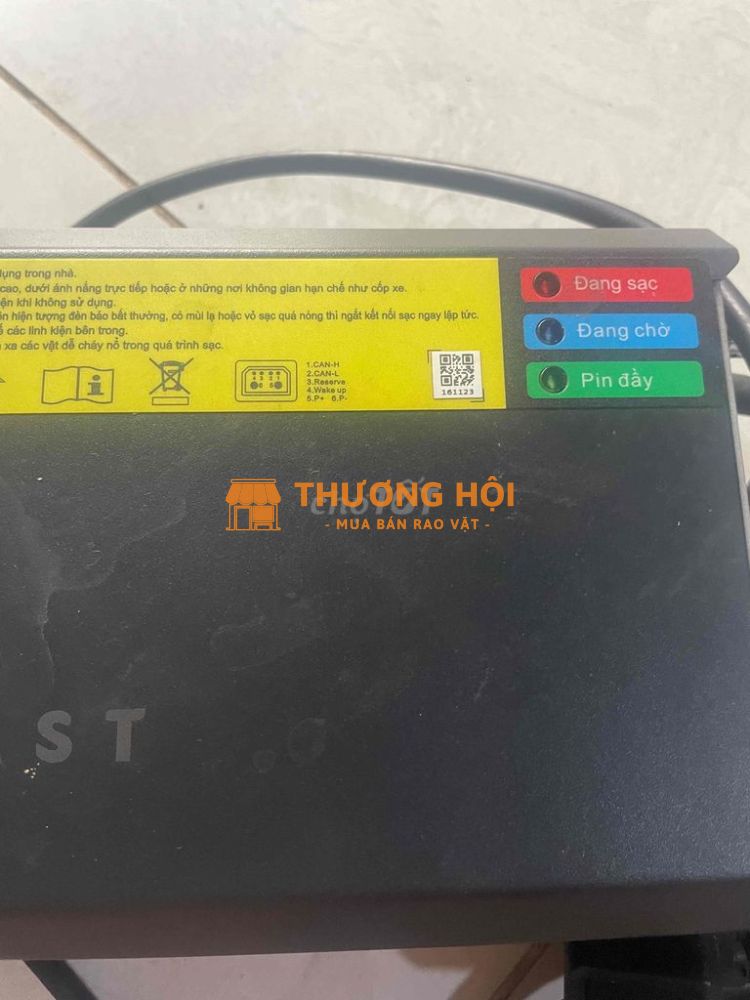 dụng trong nhà.
cao, dưới ánh nắng trực tiếp hoặc ở những nơi không gian hạn chế như cốp xe.
điện khi không sử dụng.
hiện tượng đèn báo bất thường, có mùi lạ hoặc vỏ sạc quá nóng thì ngắt kết nối sạc ngay lập tức.
các linh kiện bên trong.
xa các vật dễ cháy nổ trong quá trình sạc.
1.CAN-H
2.CAN-L
3.Reserve
4.Wake up
5.P+ 6.P-
161123
Đang sạc
Đang chờ
Pin đầy
THƯƠNG HỘI
- MUA BÁN RAO VẶT -
AST